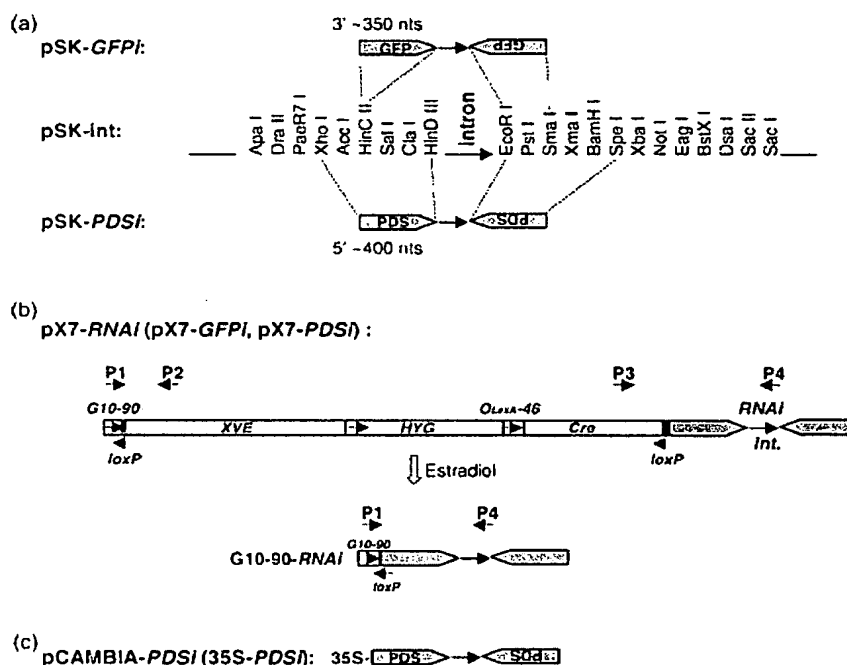 (a)
3' ~350 nts
pSK-GFPi:
GFP
GFP
pSK-int:
Apa I
Dra II
PaeR7 I
Xho I
Acc I
HinC II
Sal I
Cla I
HinD III
Intron
EcoR I
Pst I
Sma I
Xma I
BamH I
Spe I
Xba I
Not I
Eag I
BstX I
Dsa I
Sac II
Sac I
pSK-PDSi:
PDS
PDS
5' ~400 nts
(b)
pX7-RNAi (pX7-GFPi, pX7-PDSi) :
P1 P2 P3 P4
G10-90 OLexA-46 RNAi
XVE HYG Cre
loxP loxP Int.
Estradiol
P1 P4
G10-90
G10-90-RNAi
loxP
(c)
pCAMBIA-PDSi (35S-PDSi): 35S- PDS PDS